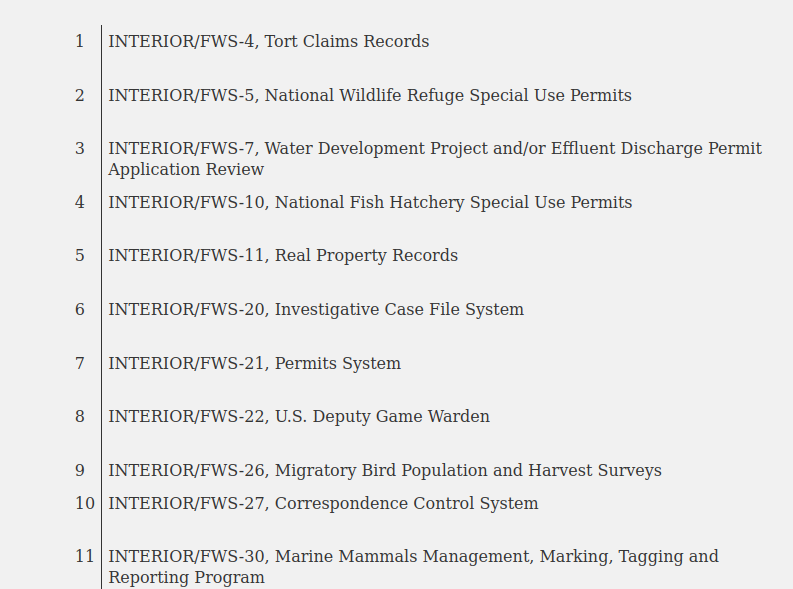 1 INTERIOR/FWS-4, Tort Claims Records
2 INTERIOR/FWS-5, National Wildlife Refuge Special Use Permits
3 INTERIOR/FWS-7, Water Development Project and/or Effluent Discharge Permit
Application Review
4 INTERIOR/FWS-10, National Fish Hatchery Special Use Permits
5 INTERIOR/FWS-11, Real Property Records
6 INTERIOR/FWS-20, Investigative Case File System
7 INTERIOR/FWS-21, Permits System
8 INTERIOR/FWS-22, U.S. Deputy Game Warden
9 INTERIOR/FWS-26, Migratory Bird Population and Harvest Surveys
10 INTERIOR/FWS-27, Correspondence Control System
11 INTERIOR/FWS-30, Marine Mammals Management, Marking, Tagging and
Reporting Program